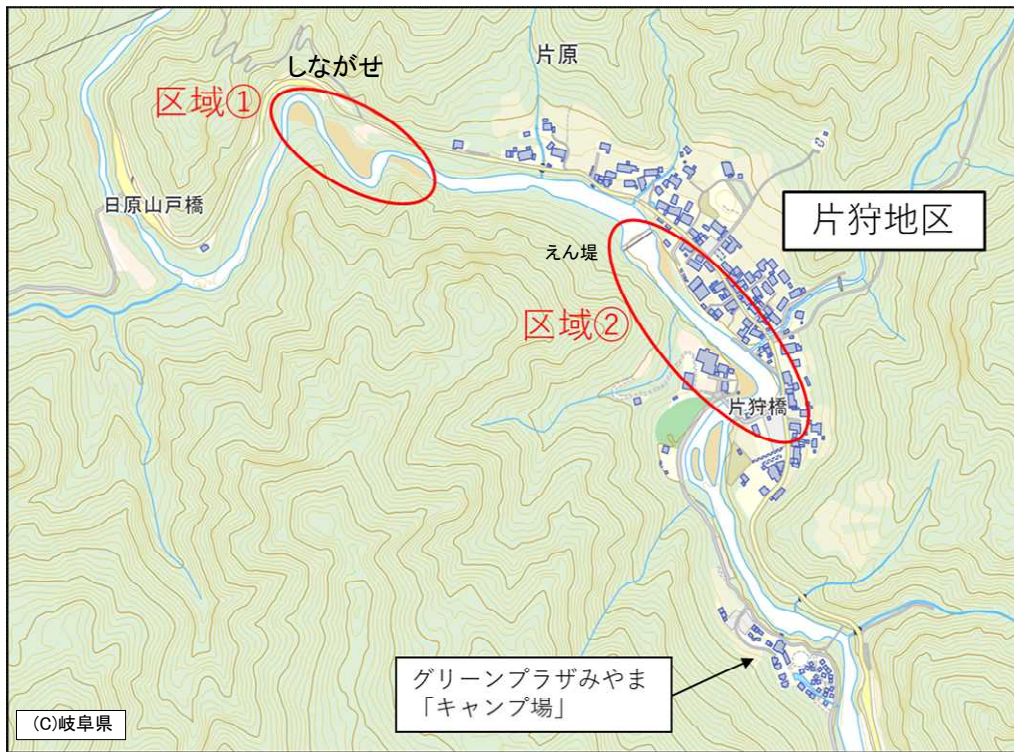 しながせ
片原
区域①
日原山戸橋
片狩地区
えん堤
区域②
片狩橋
グリーンプラザみやま
「キャンプ場」
(C)岐阜県